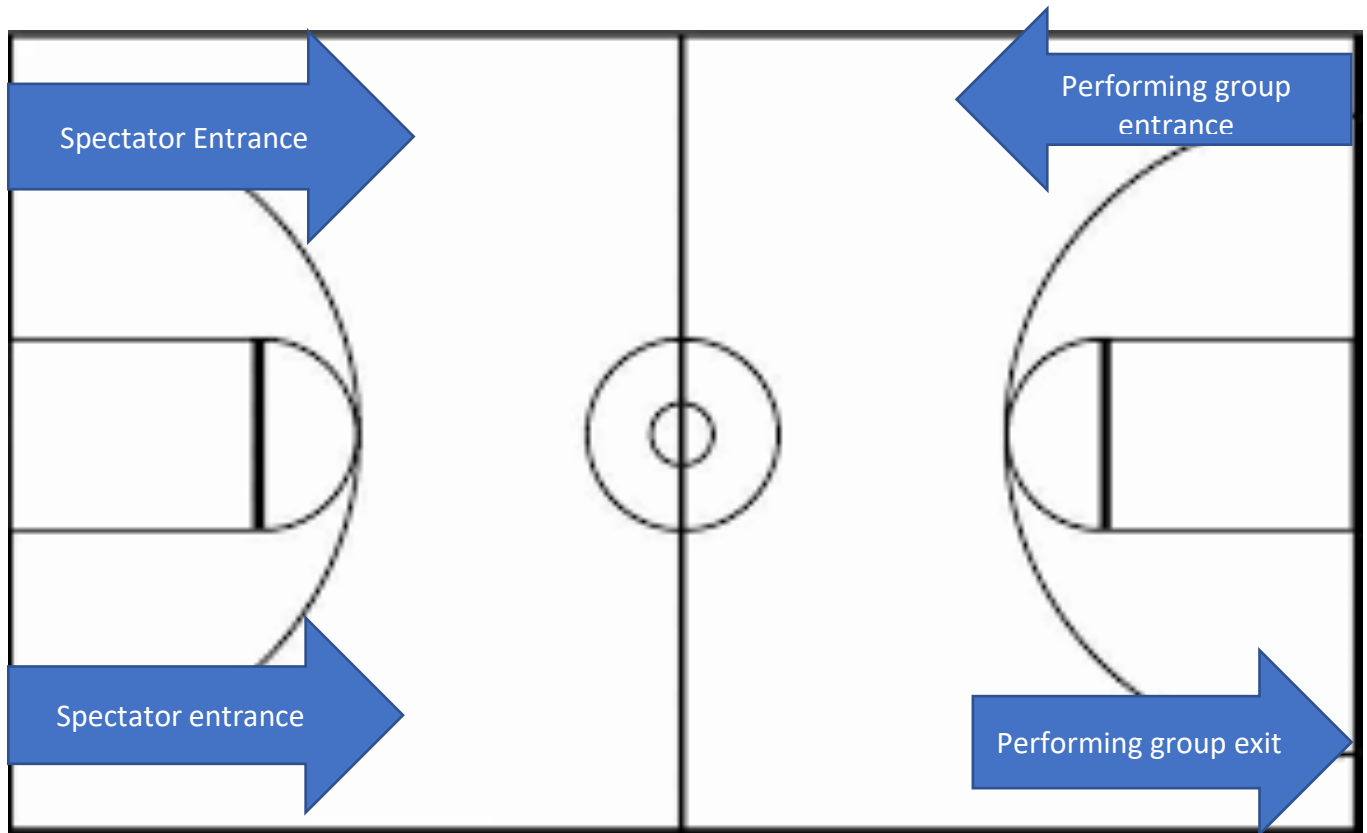 Spectator Entrance
Performing group
entrance
Spectator entrance
Performing group exit